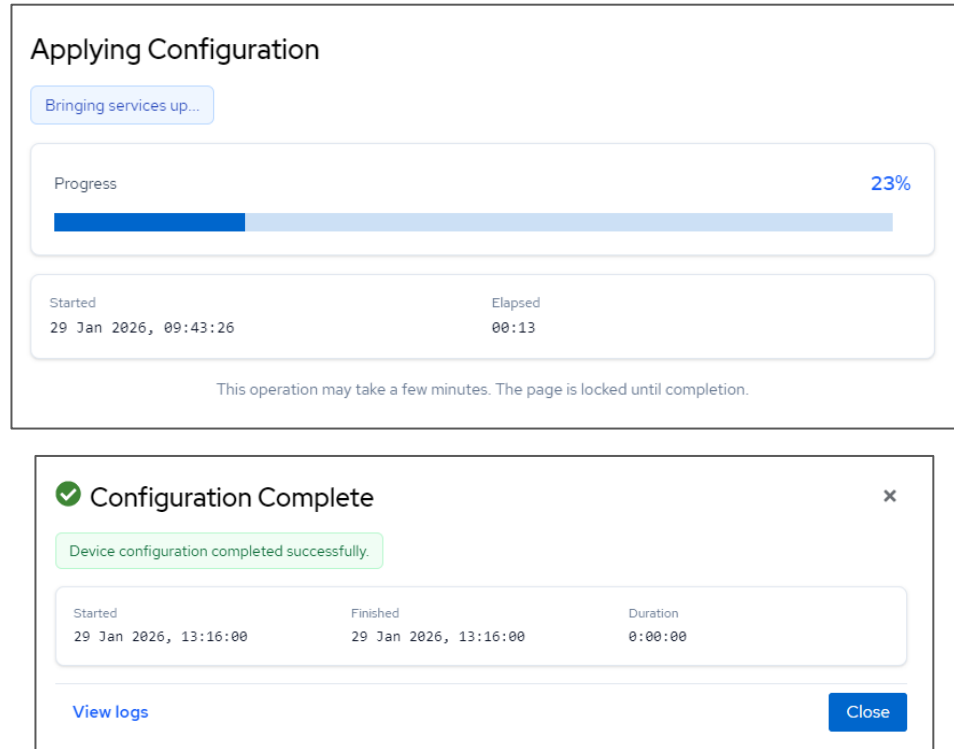 Applying Configuration
Bringing services up...
Progress 23%
Started Elapsed
29 Jan 2026, 09:43:26 00:13
This operation may take a few minutes. The page is locked until completion.
Configuration Complete ×
Device configuration completed successfully.
Started Finished Duration
29 Jan 2026, 13:16:00 29 Jan 2026, 13:16:00 0:00:00
View logs Close